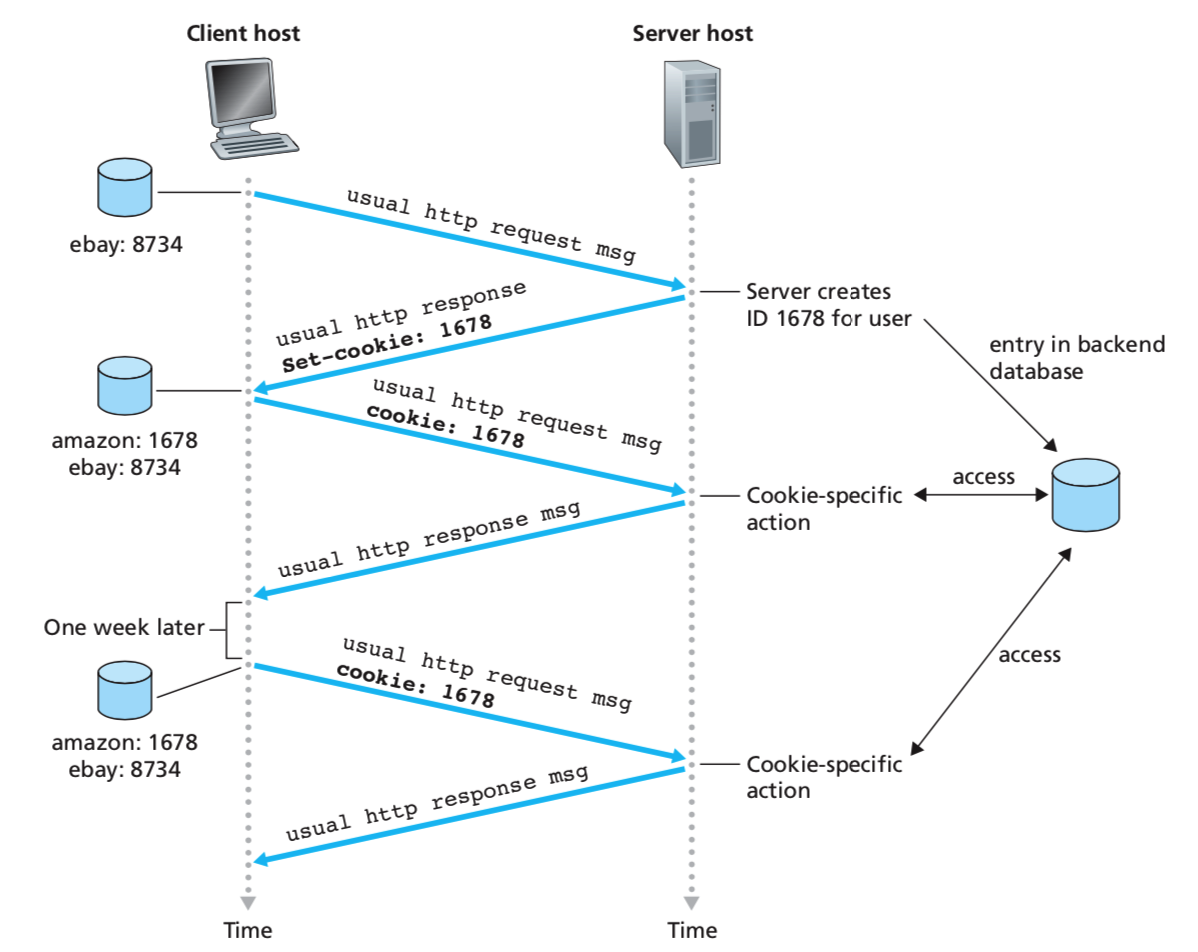 Client host
Server host
ebay: 8734
usual http request msg
Server creates
ID 1678 for user
entry in backend
database
usual http response
Set-cookie: 1678
amazon: 1678
ebay: 8734
usual http request msg
cookie: 1678
Cookie-specific
action
access
usual http response msg
One week later
access
usual http request msg
cookie: 1678
amazon: 1678
ebay: 8734
Cookie-specific
action
usual http response msg
Time
Time